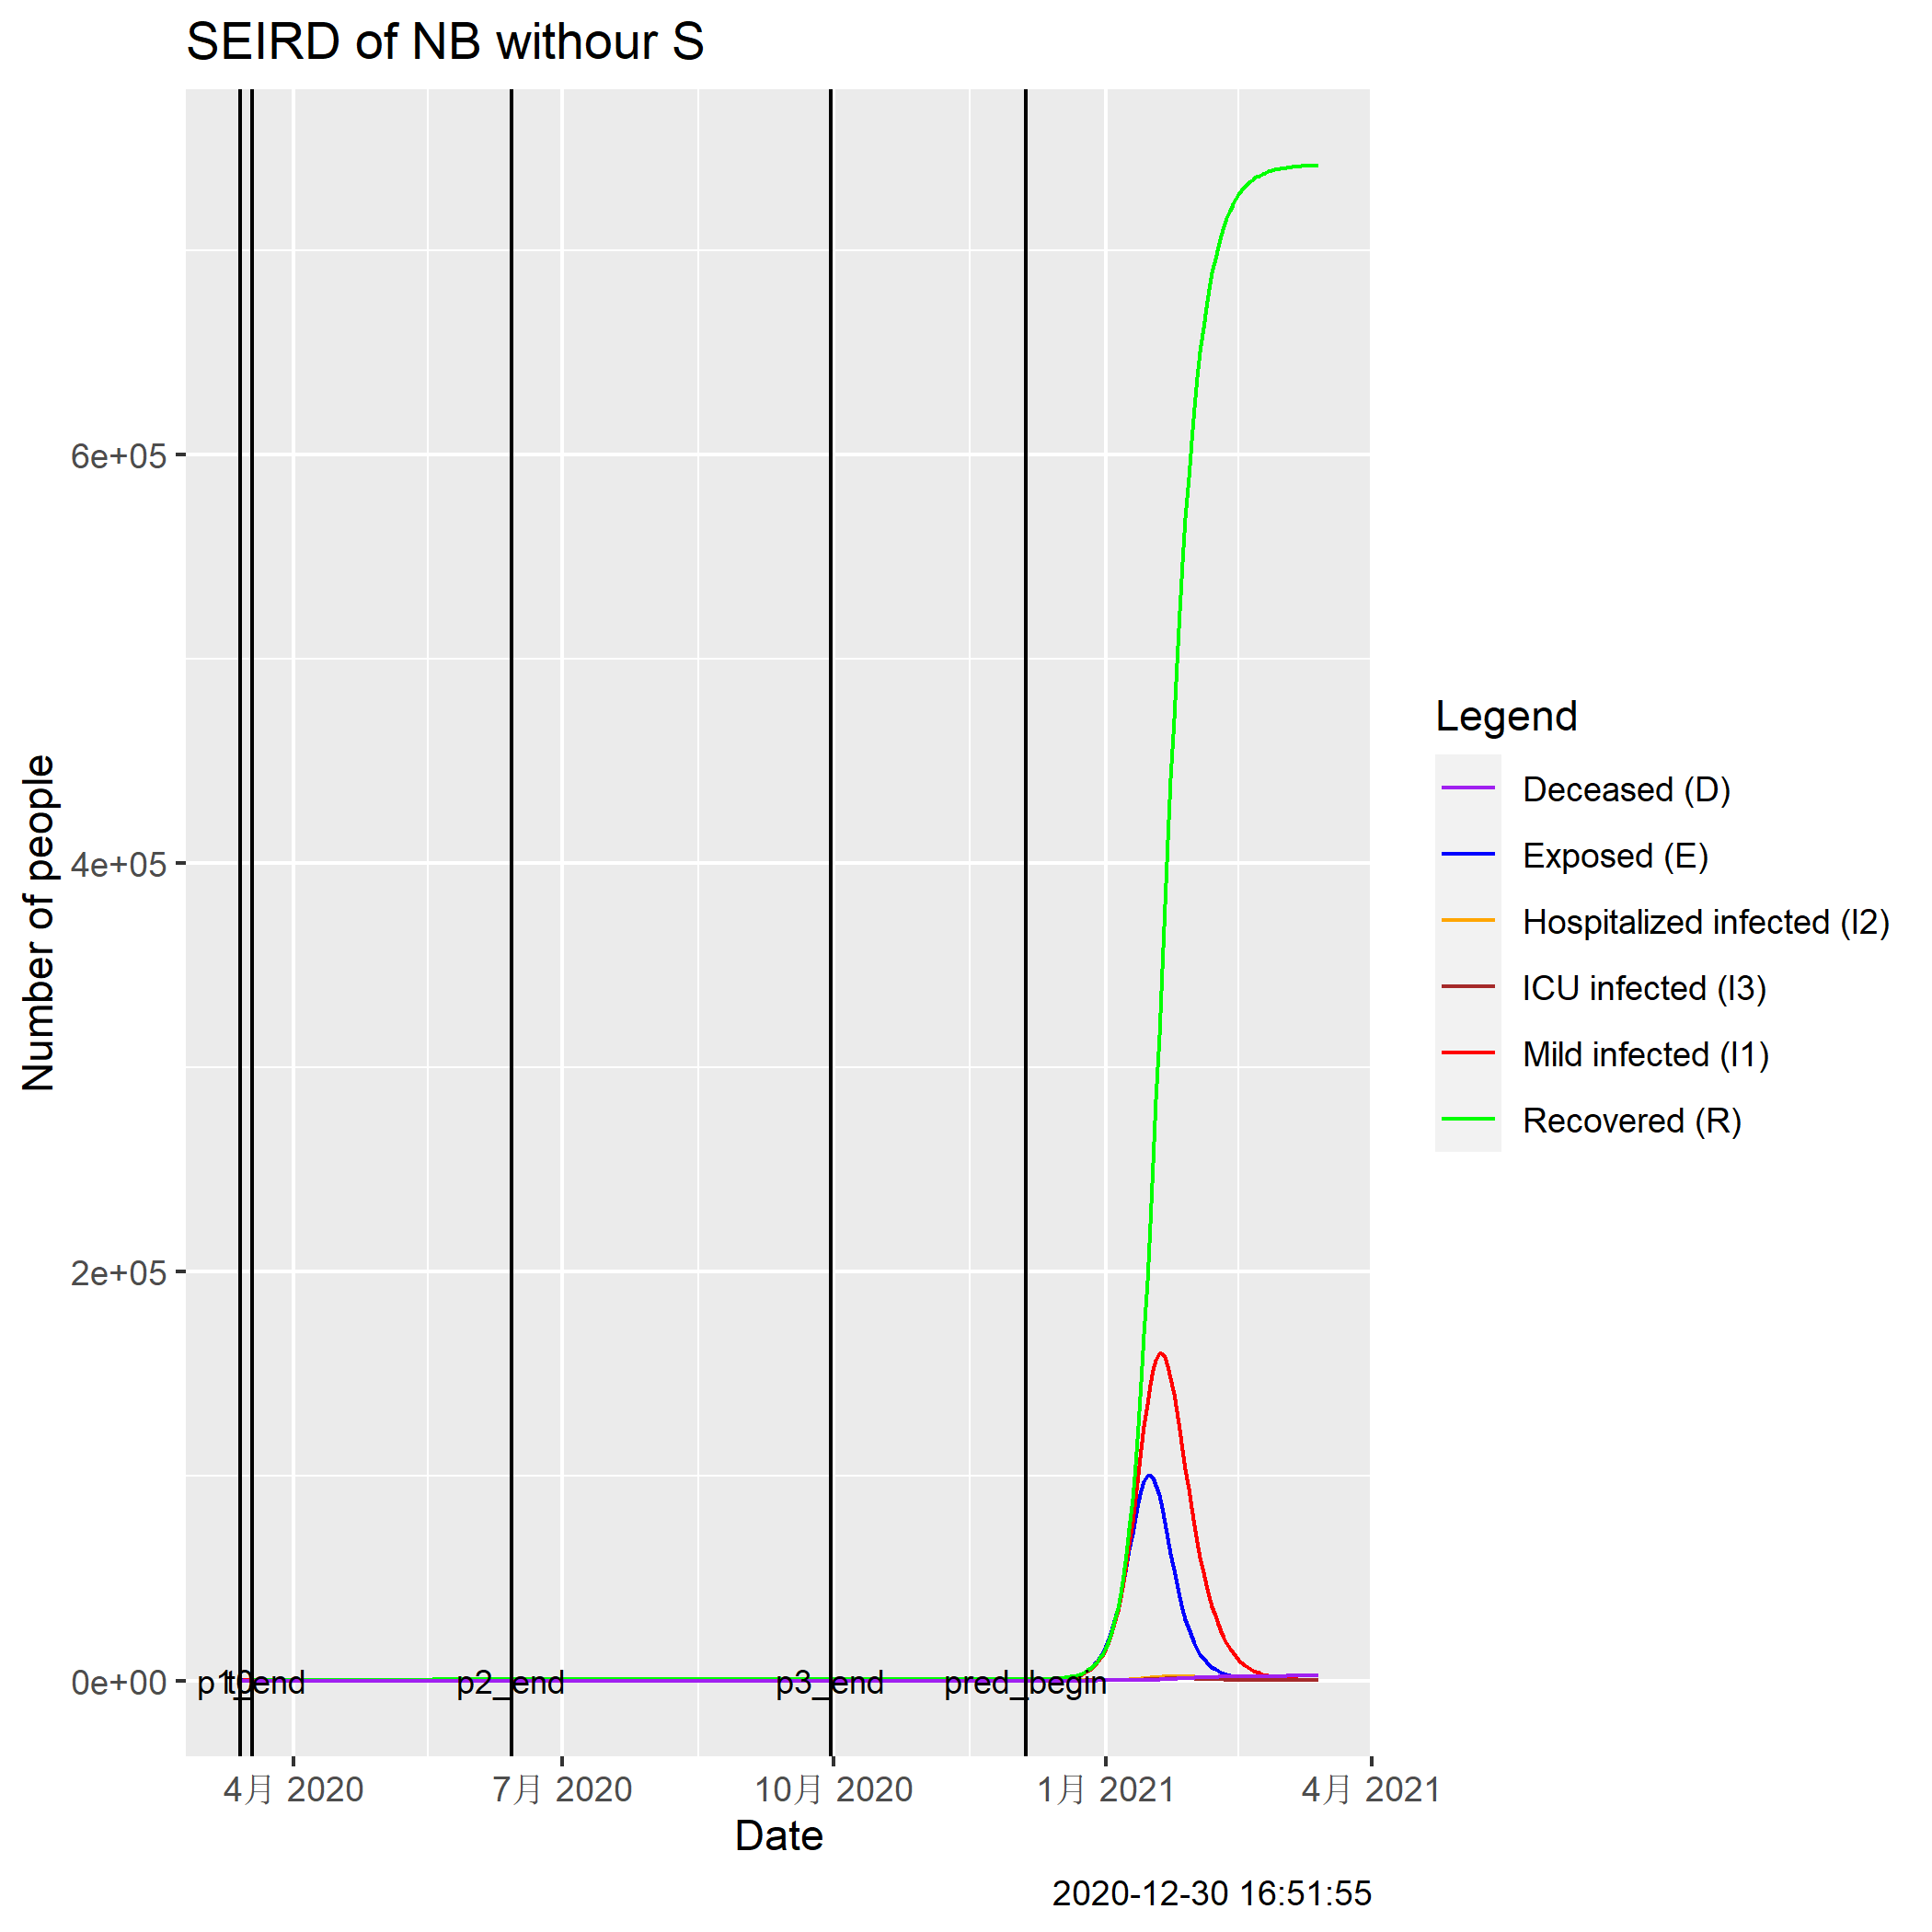 SEIRD of NB withour S
Number of people
6e+05
4e+05
2e+05
0e+00
p2_end
p3_end
pred_begin
4月 2020
7月 2020
10月 2020
1月 2021
4月 2021
Date
2020-12-30 16:51:55
Legend
Deceased (D)
Exposed (E)
Hospitalized infected (I2)
ICU infected (I3)
Mild infected (I1)
Recovered (R)